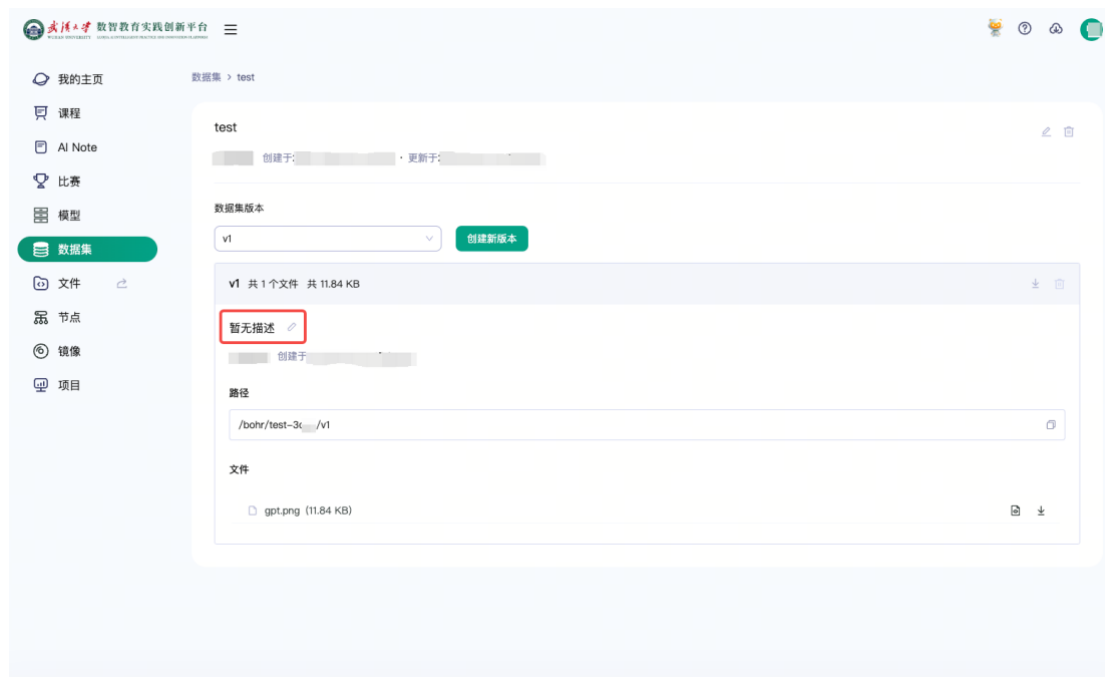 武汉大学 数智教育实践创新平台
我的主页
课程
AI Note
比赛
模型
数据集
文件
节点
镜像
项目
数据集 > test
test
创建于: · 更新于:
数据集版本
v1
创建新版本
v1 共 1 个文件 共 11.84 KB
暂无描述
创建于
路径
/bohr/test-3c /v1
文件
gpt.png (11.84 KB)